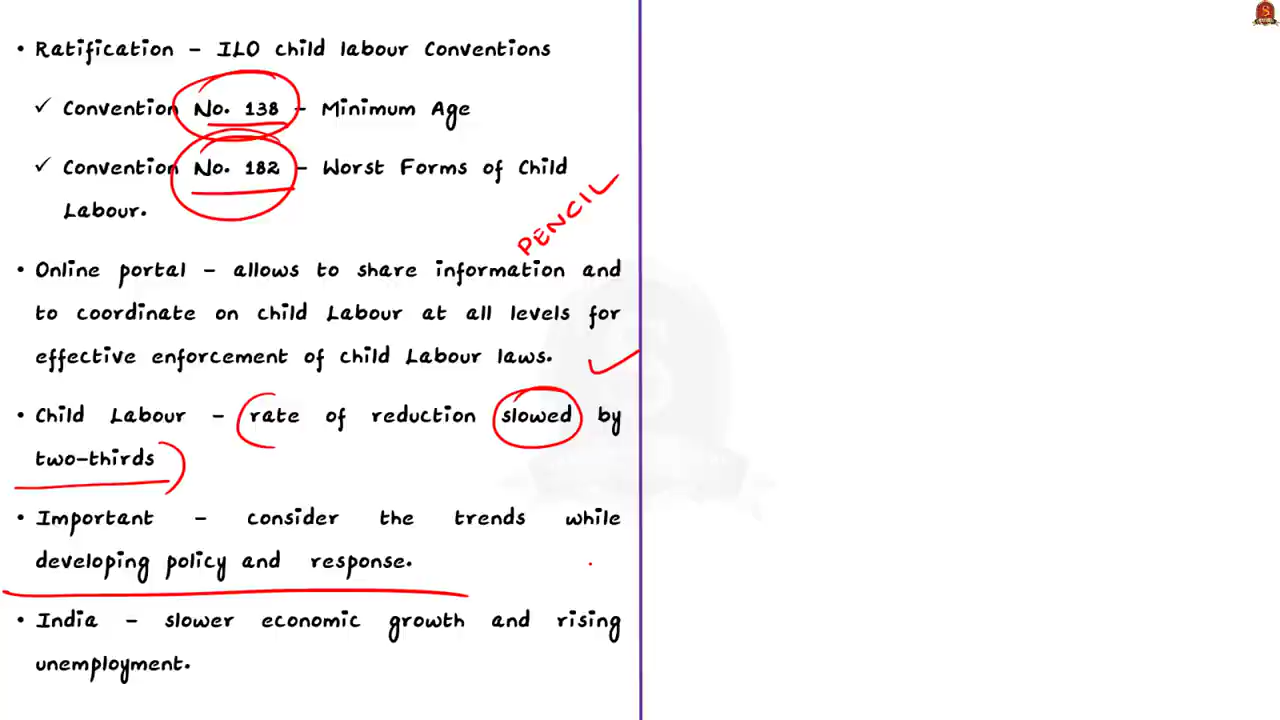 • Ratification – ILO child labour Conventions
✓ Convention No. 138 – Minimum Age
✓ Convention No. 182 – Worst Forms of Child
Labour.
PENCIL
• Online portal – allows to share information and
to coordinate on child Labour at all levels for
effective enforcement of child Labour laws.
• Child Labour – rate of reduction slowed by
two-thirds
• Important – consider the trends while
developing policy and response.
• India – slower economic growth and rising
unemployment.